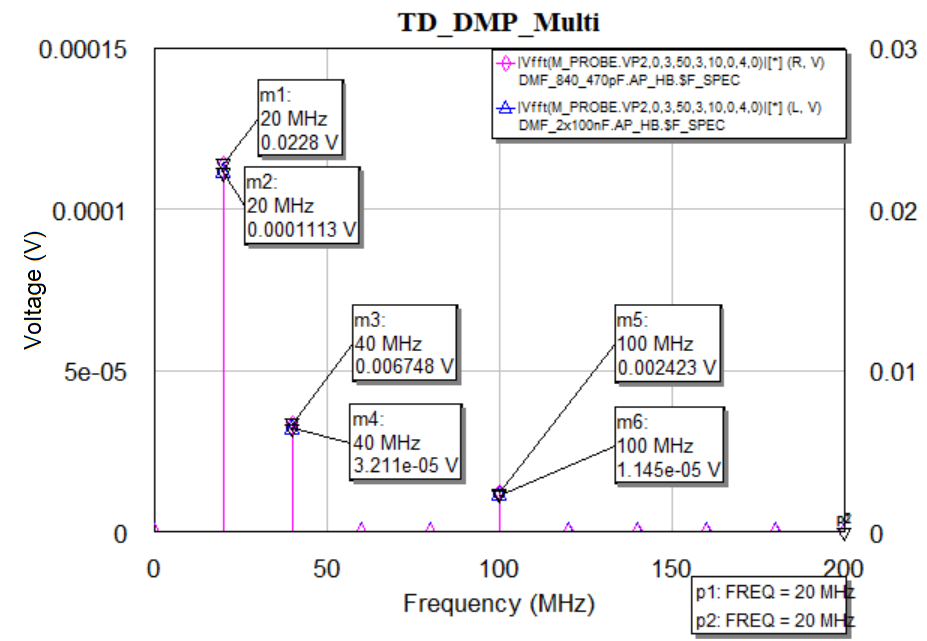 TD_DMP_Multi
0.00015
0.03
|Vfft(M_PROBE.VP2,0,3,50,3,10,0,4,0)|[*] (R, V)
DMF_840_470pF.AP_HB.$F_SPEC
|Vfft(M_PROBE.VP2,0,3,50,3,10,0,4,0)|[*] (L, V)
DMF_2x100nF.AP_HB.$F_SPEC
m1:
20 MHz
0.0228 V
m2:
20 MHz
0.0001113 V
0.0001
0.02
Voltage (V)
m3:
40 MHz
0.006748 V
m5:
100 MHz
0.002423 V
5e-05
0.01
m4:
40 MHz
3.211e-05 V
m6:
100 MHz
1.145e-05 V
p2
0
0
0
50
100
150
200
Frequency (MHz)
p1: FREQ = 20 MHz
p2: FREQ = 20 MHz